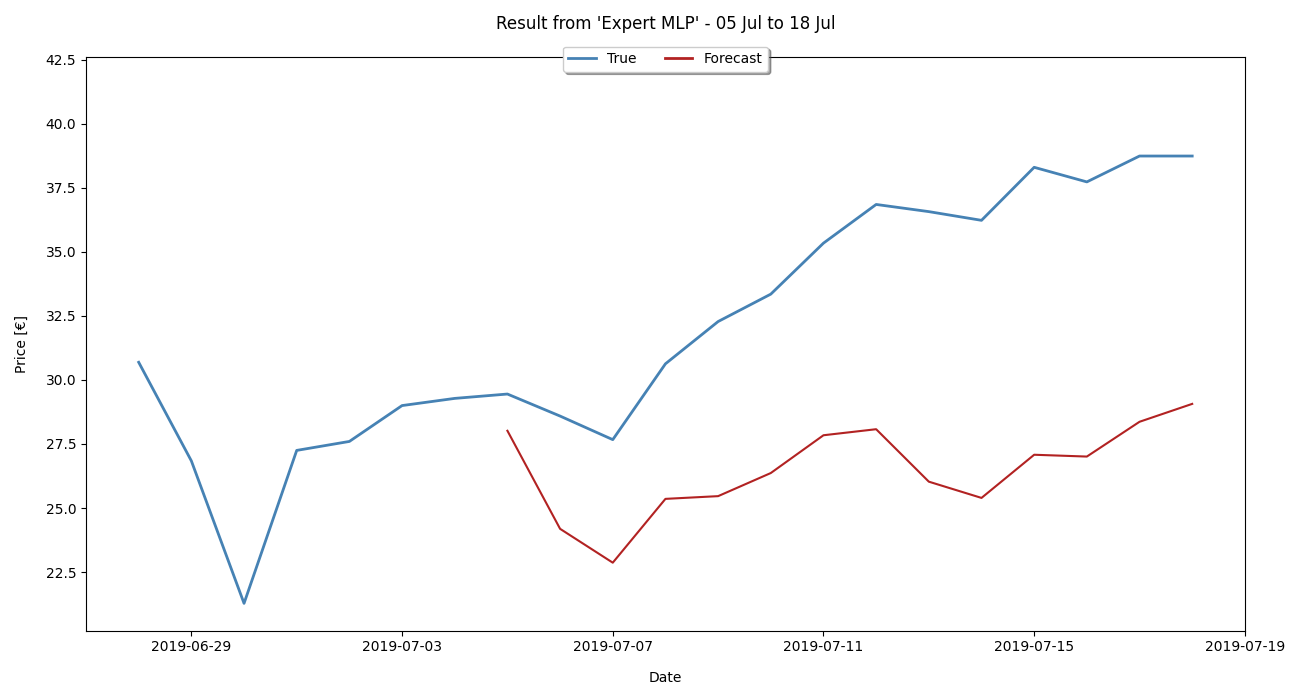 Result from 'Expert MLP' - 05 Jul to 18 Jul
True Forecast
42.5
40.0
37.5
35.0
32.5
30.0
27.5
25.0
22.5
Price [€]
2019-06-29 2019-07-03 2019-07-07 2019-07-11 2019-07-15 2019-07-19
Date